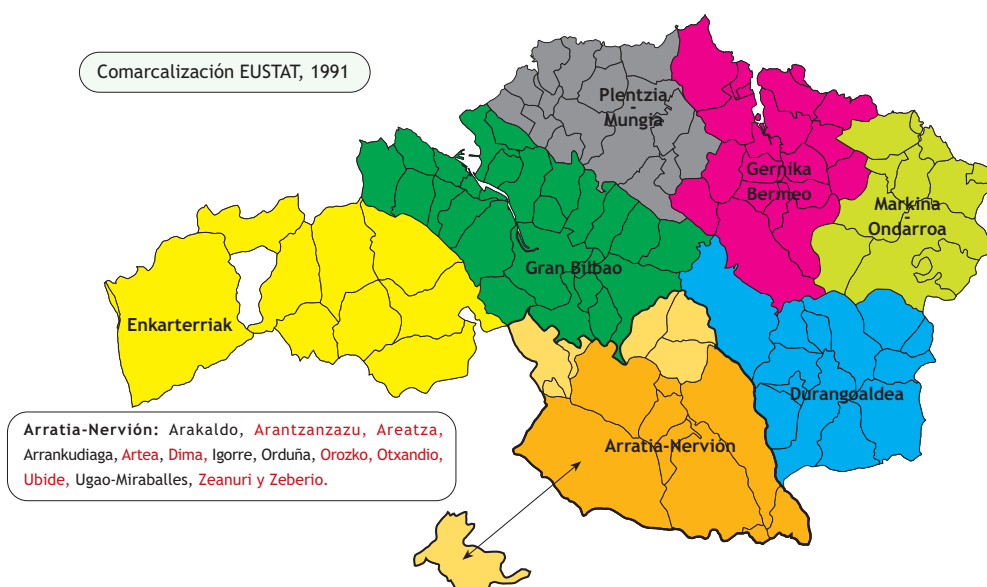 Comarcalización EUSTAT, 1991
Plentzia
-
Mungia
Gernika
-
Bermeo
Markina
-
Ondarroa
Gran Bilbao
Enkarterriak
Durangoaldea
Arratia-Nervión
Arratia-Nervión: Arakaldo, Arantzanzazu, Areatza,
Arrankudiaga, Artea, Dima, Igorre, Orduña, Orozko, Otxandio,
Ubide, Ugao-Miraballes, Zeanuri y Zeberio.